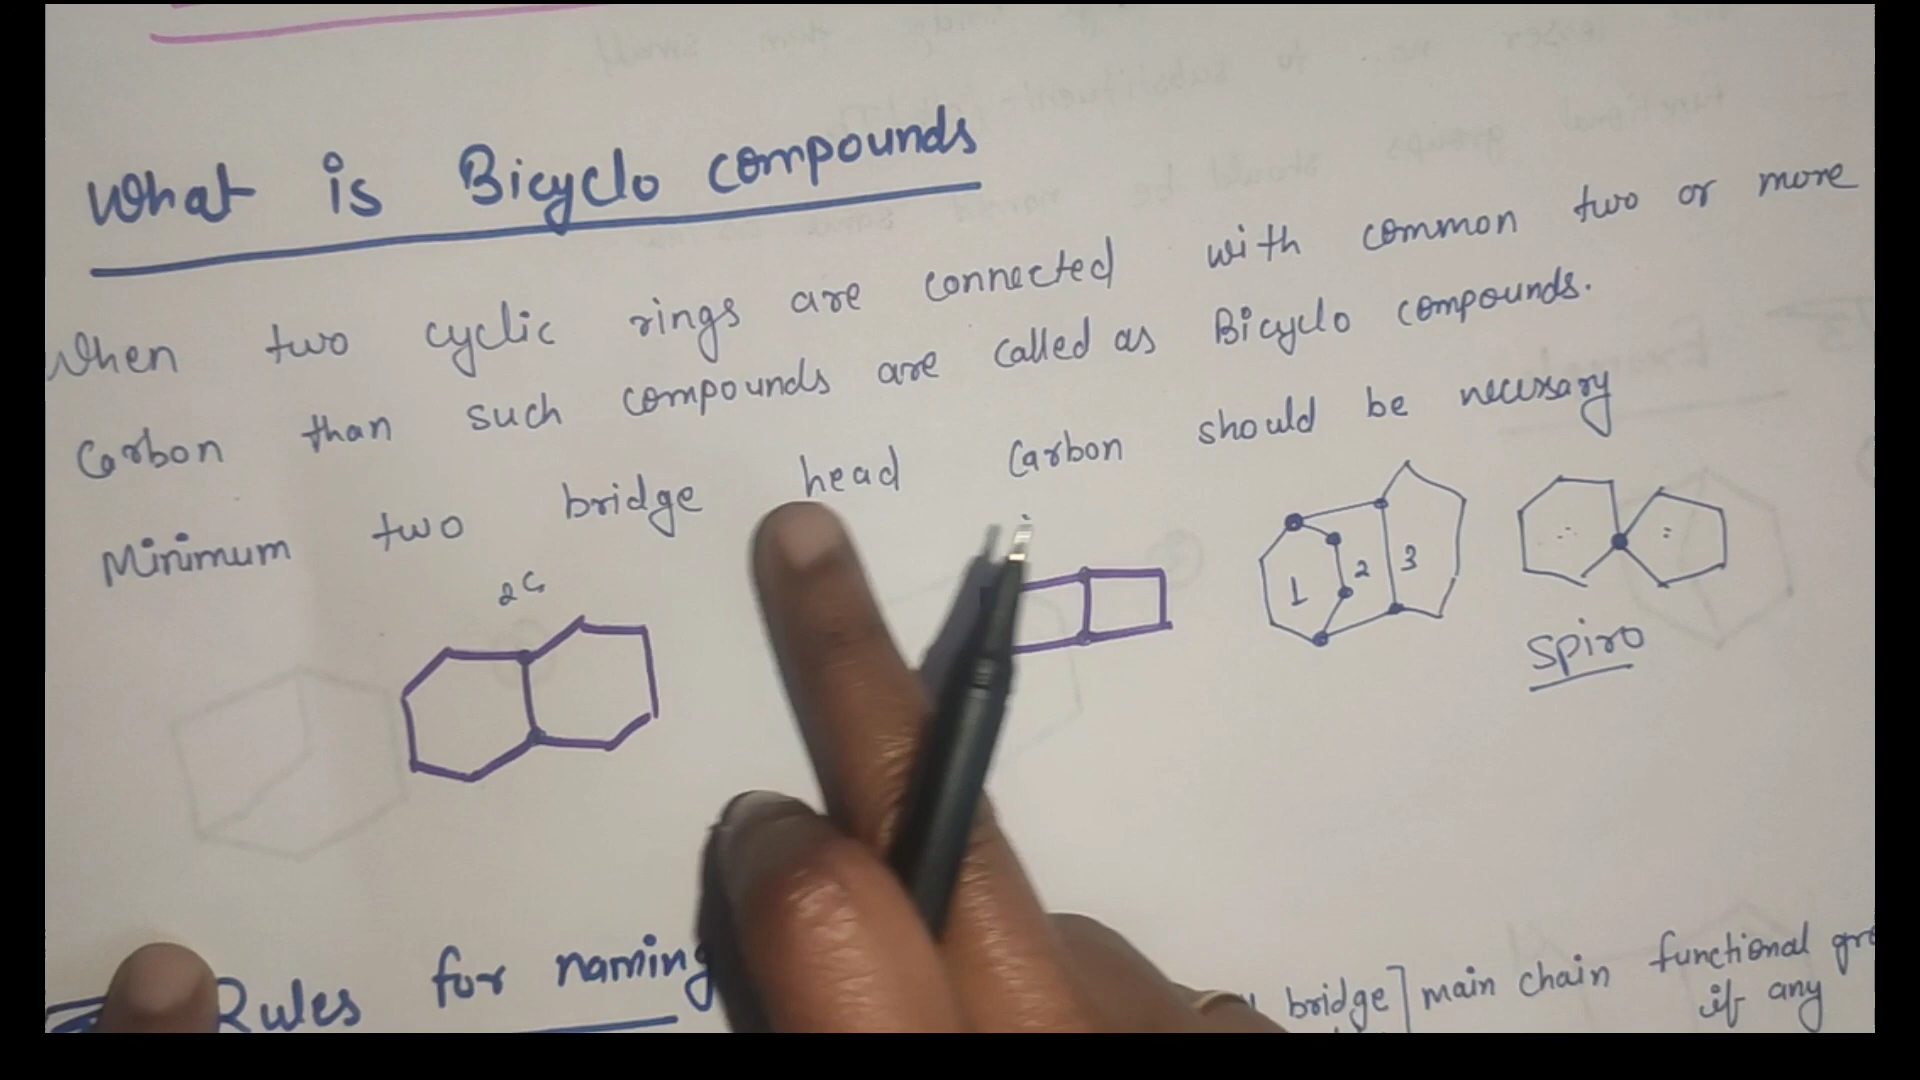 What is Bicyclo compounds
When two cyclic rings are connected with common two or more
Carbon than such compounds are called as Bicyclo compounds.
Minimum two bridge head Carbon should be necessary
1 2 3
Spiro
Rules for naming
bridge] main chain functional
if any